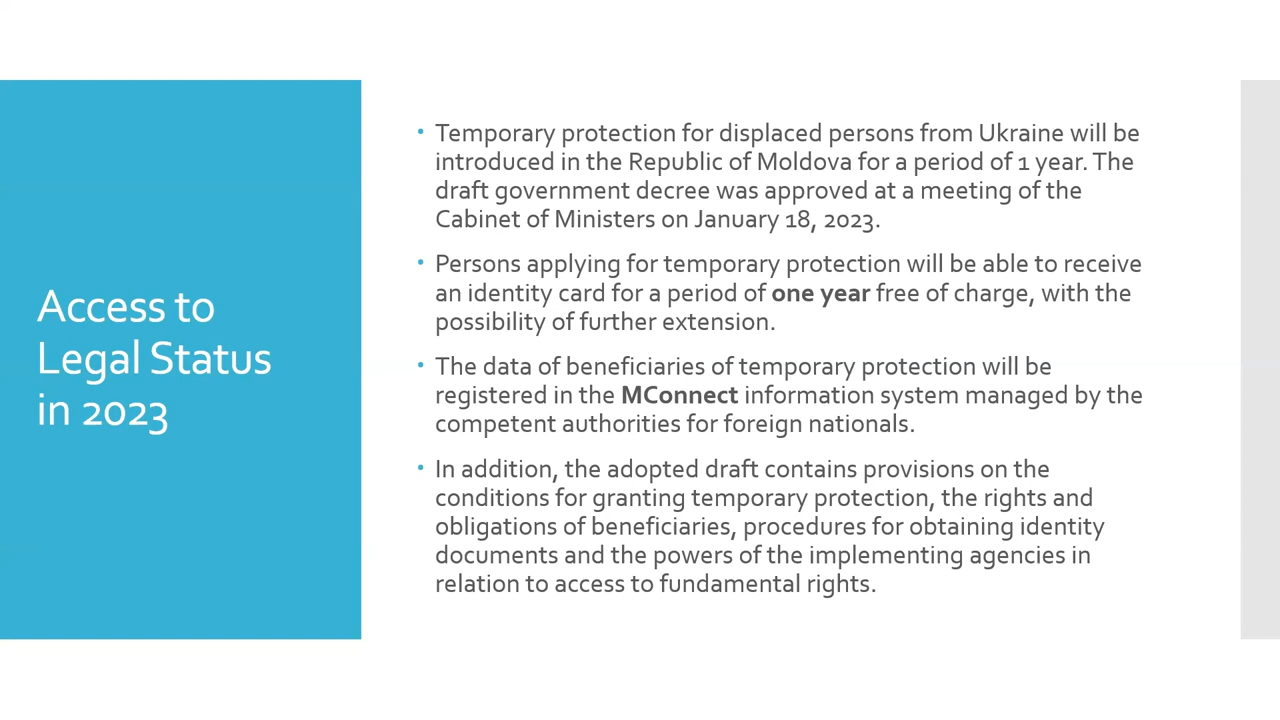 Access to
Legal Status
in 2023
• Temporary protection for displaced persons from Ukraine will be
introduced in the Republic of Moldova for a period of 1 year. The
draft government decree was approved at a meeting of the
Cabinet of Ministers on January 18, 2023.
• Persons applying for temporary protection will be able to receive
an identity card for a period of one year free of charge, with the
possibility of further extension.
• The data of beneficiaries of temporary protection will be
registered in the MConnect information system managed by the
competent authorities for foreign nationals.
• In addition, the adopted draft contains provisions on the
conditions for granting temporary protection, the rights and
obligations of beneficiaries, procedures for obtaining identity
documents and the powers of the implementing agencies in
relation to access to fundamental rights.